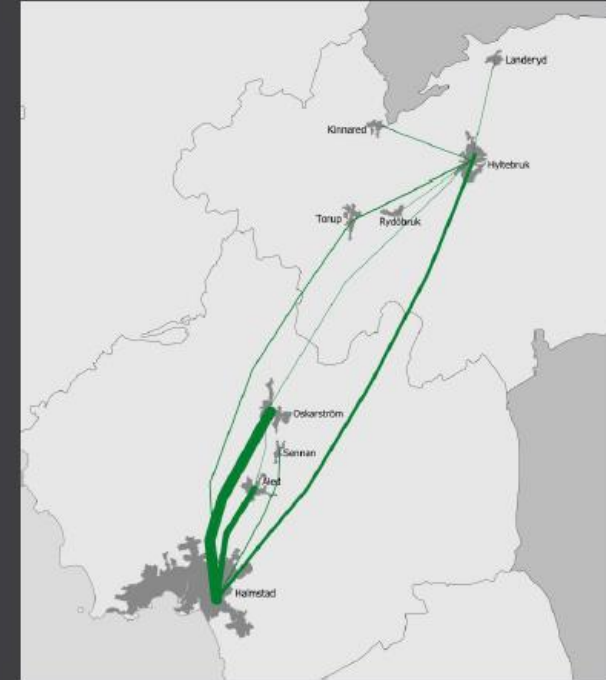 Landeryd
Kinnared
Hyltebruk
Torup
Rydöbruk
Oskarström
Sennan
Åled
Halmstad